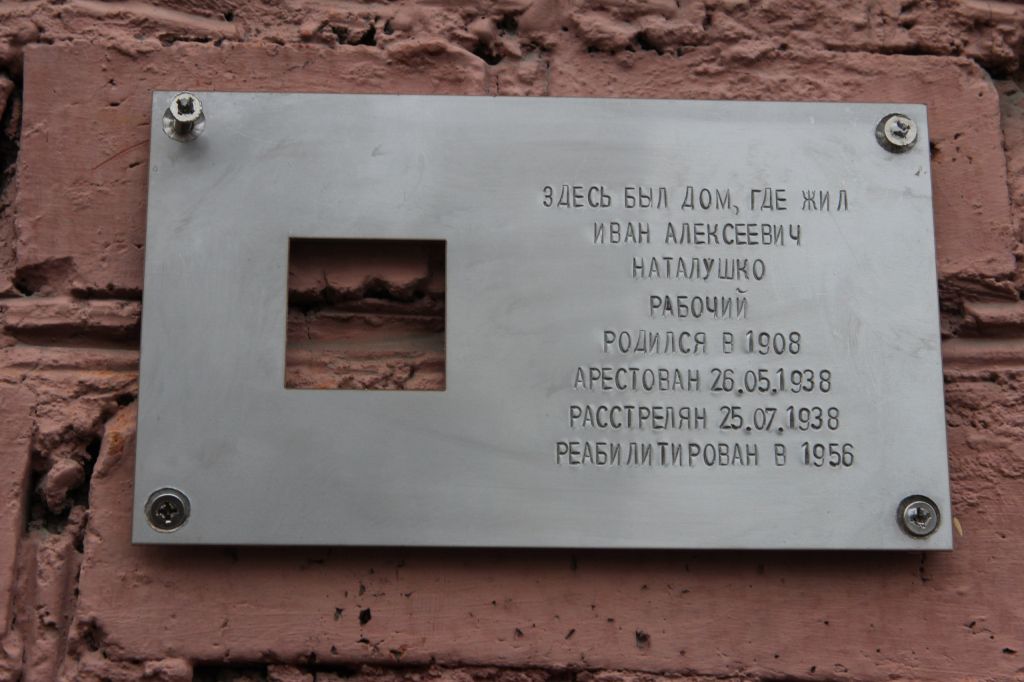 ЗДЕСЬ БЫЛ ДОМ, ГДЕ ЖИЛ
ИВАН АЛЕКСЕЕВИЧ
НАТАЛУШКО
РАБОЧИЙ
РОДИЛСЯ В 1908
АРЕСТОВАН 26.05.1938
РАССТРЕЛЯН 25.07.1938
РЕАБИЛИТИРОВАН В 1956